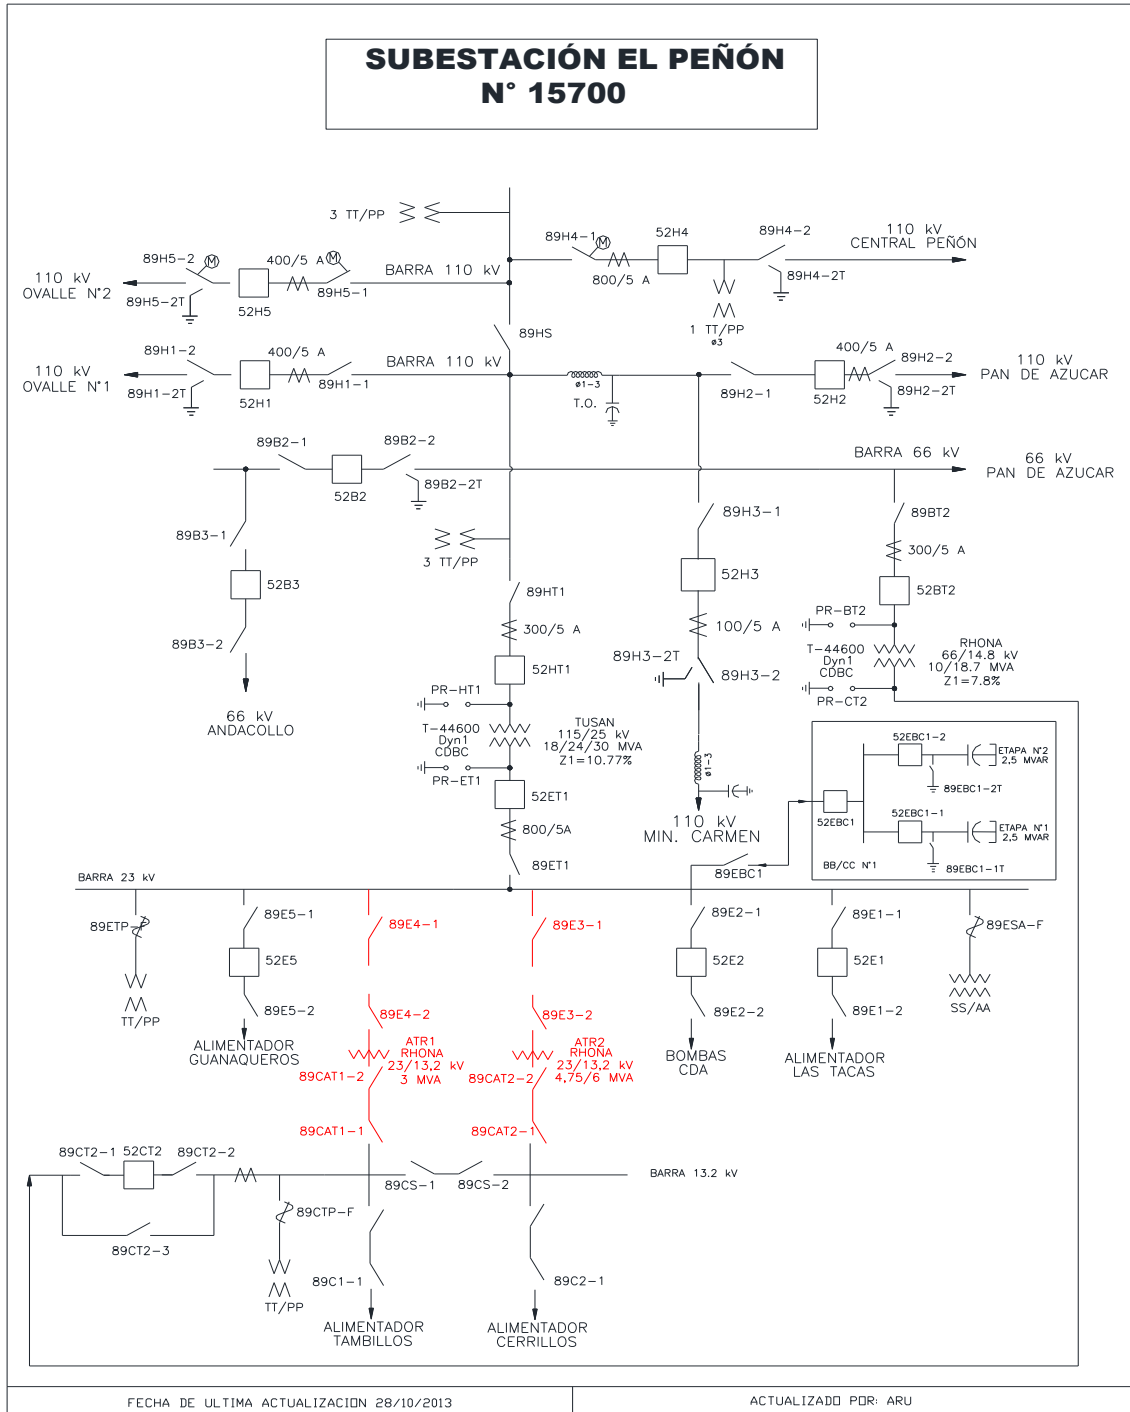 SUBESTACIÓN EL PEÑÓN
N° 15700
3 TT/PP
89H4-1
M
52H4
89H4-2
110 kV
CENTRAL PEÑÓN
800/5 A
89H4-2T
1 TT/PP
ø3
89H5-2
M
400/5 A
M
BARRA 110 kV
110 kV
OVALLE N°2
89H5-2T
52H5
89H5-1
89HS
89H1-2
400/5 A
BARRA 110 kV
110 kV
OVALLE N°1
89H1-2T
52H1
89H1-1
ø1-3
T.O.
89H2-1
400/5 A
52H2
89H2-2
89H2-2T
110 kV
PAN DE AZUCAR
89B2-1
89B2-2
52B2
89B2-2T
BARRA 66 kV
66 kV
PAN DE AZUCAR
89B3-1
52B3
89B3-2
66 kV
ANDACOLLO
3 TT/PP
89HT1
300/5 A
52HT1
PR-HT1
T-44600
Dyn1
CDBC
TUSAN
115/25 kV
18/24/30 MVA
Z1=10.77%
PR-ET1
52ET1
800/5A
89ET1
89H3-1
52H3
100/5 A
89H3-2T
89H3-2
ø1-3
110 kV
MIN. CARMEN
89BT2
300/5 A
52BT2
PR-BT2
T-44600
Dyn1
CDBC
RHONA
66/14.8 kV
10/18.7 MVA
Z1=7.8%
PR-CT2
52EBC1-2
ETAPA N°2
2,5 MVAR
89EBC1-2T
52EBC1
52EBC1-1
ETAPA N°1
2,5 MVAR
BB/CC N°1
89EBC1-1T
89EBC1
BARRA 23 kV
89ETP-F
TT/PP
89E5-1
52E5
89E5-2
ALIMENTADOR
GUANAQUEROS
89E4-1
89E4-2
ATR1
RHONA
23/13,2 kV
3 MVA
89CAT1-2
89CAT1-1
89E3-1
89E3-2
ATR2
RHONA
23/13,2 kV
4,75/6 MVA
89CAT2-2
89CAT2-1
89E2-1
52E2
89E2-2
BOMBAS
CDA
89E1-1
52E1
89E1-2
ALIMENTADOR
LAS TACAS
89ESA-F
SS/AA
89CT2-1
52CT2
89CT2-2
89CT2-3
89CS-1
89CS-2
BARRA 13.2 kV
89CTP-F
TT/PP
89C1-1
ALIMENTADOR
TAMBILLOS
89C2-1
ALIMENTADOR
CERRILLOS
FECHA DE ULTIMA ACTUALIZACION 28/10/2013
ACTUALIZADO POR: ARU